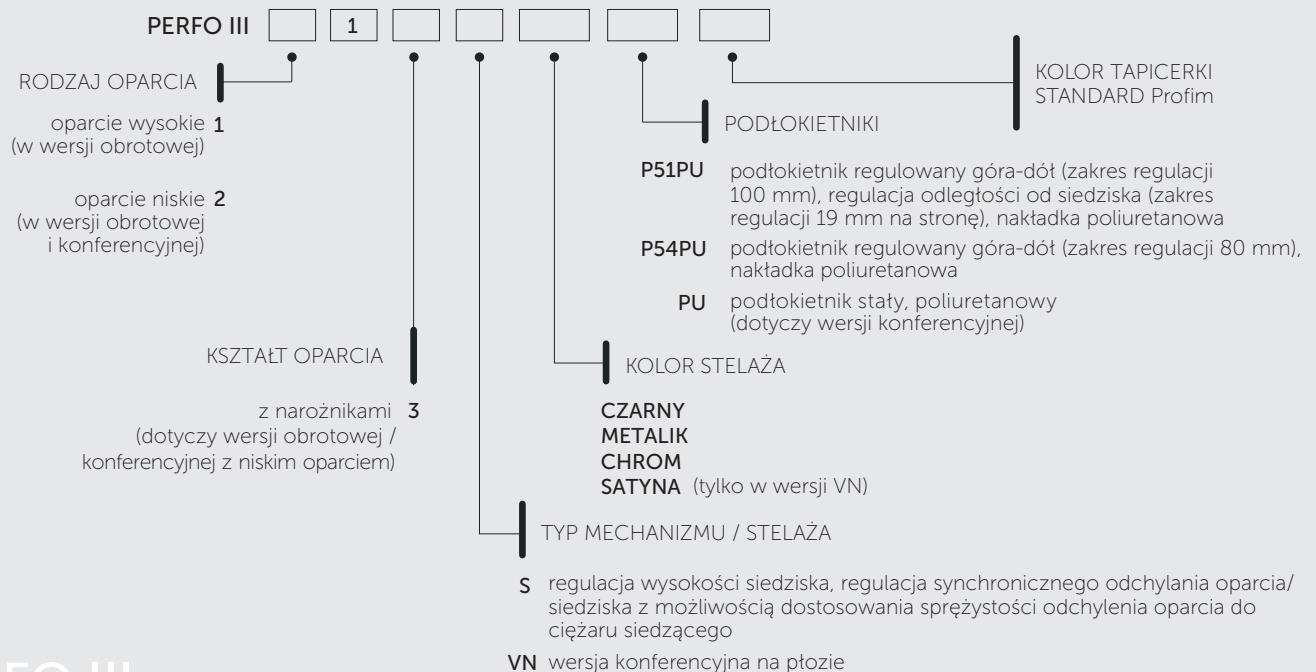 PERFO III 1
RODZAJ OPARCIA
oparcie wysokie 1
(w wersji obrotowej)
oparcie niskie 2
(w wersji obrotowej
i konferencyjnej)
KOLOR TAPICERKI
STANDARD Profim
PODŁOKIETNIKI
P51PU podłokietnik regulowany góra-dół (zakres regulacji
100 mm), regulacja odległości od siedziska (zakres
regulacji 19 mm na stronę), nakładka poliuretanowa
P54PU podłokietnik regulowany góra-dół (zakres regulacji 80 mm),
nakładka poliuretanowa
PU podłokietnik stały, poliuretanowy
(dotyczy wersji konferencyjnej)
KSZTAŁT OPARCIA
z narożnikami 3
(dotyczy wersji obrotowej /
konferencyjnej z niskim oparciem)
KOLOR STELAŻA
CZARNY
METALIK
CHROM
SATYNA (tylko w wersji VN)
TYP MECHANIZMU / STELAŻA
S regulacja wysokości siedziska, regulacja synchronicznego odchylania oparcia/
siedziska z możliwością dostosowania sprężystości odchylenia oparcia do
ciężaru siedzącego
VN wersja konferencyjna na płozie